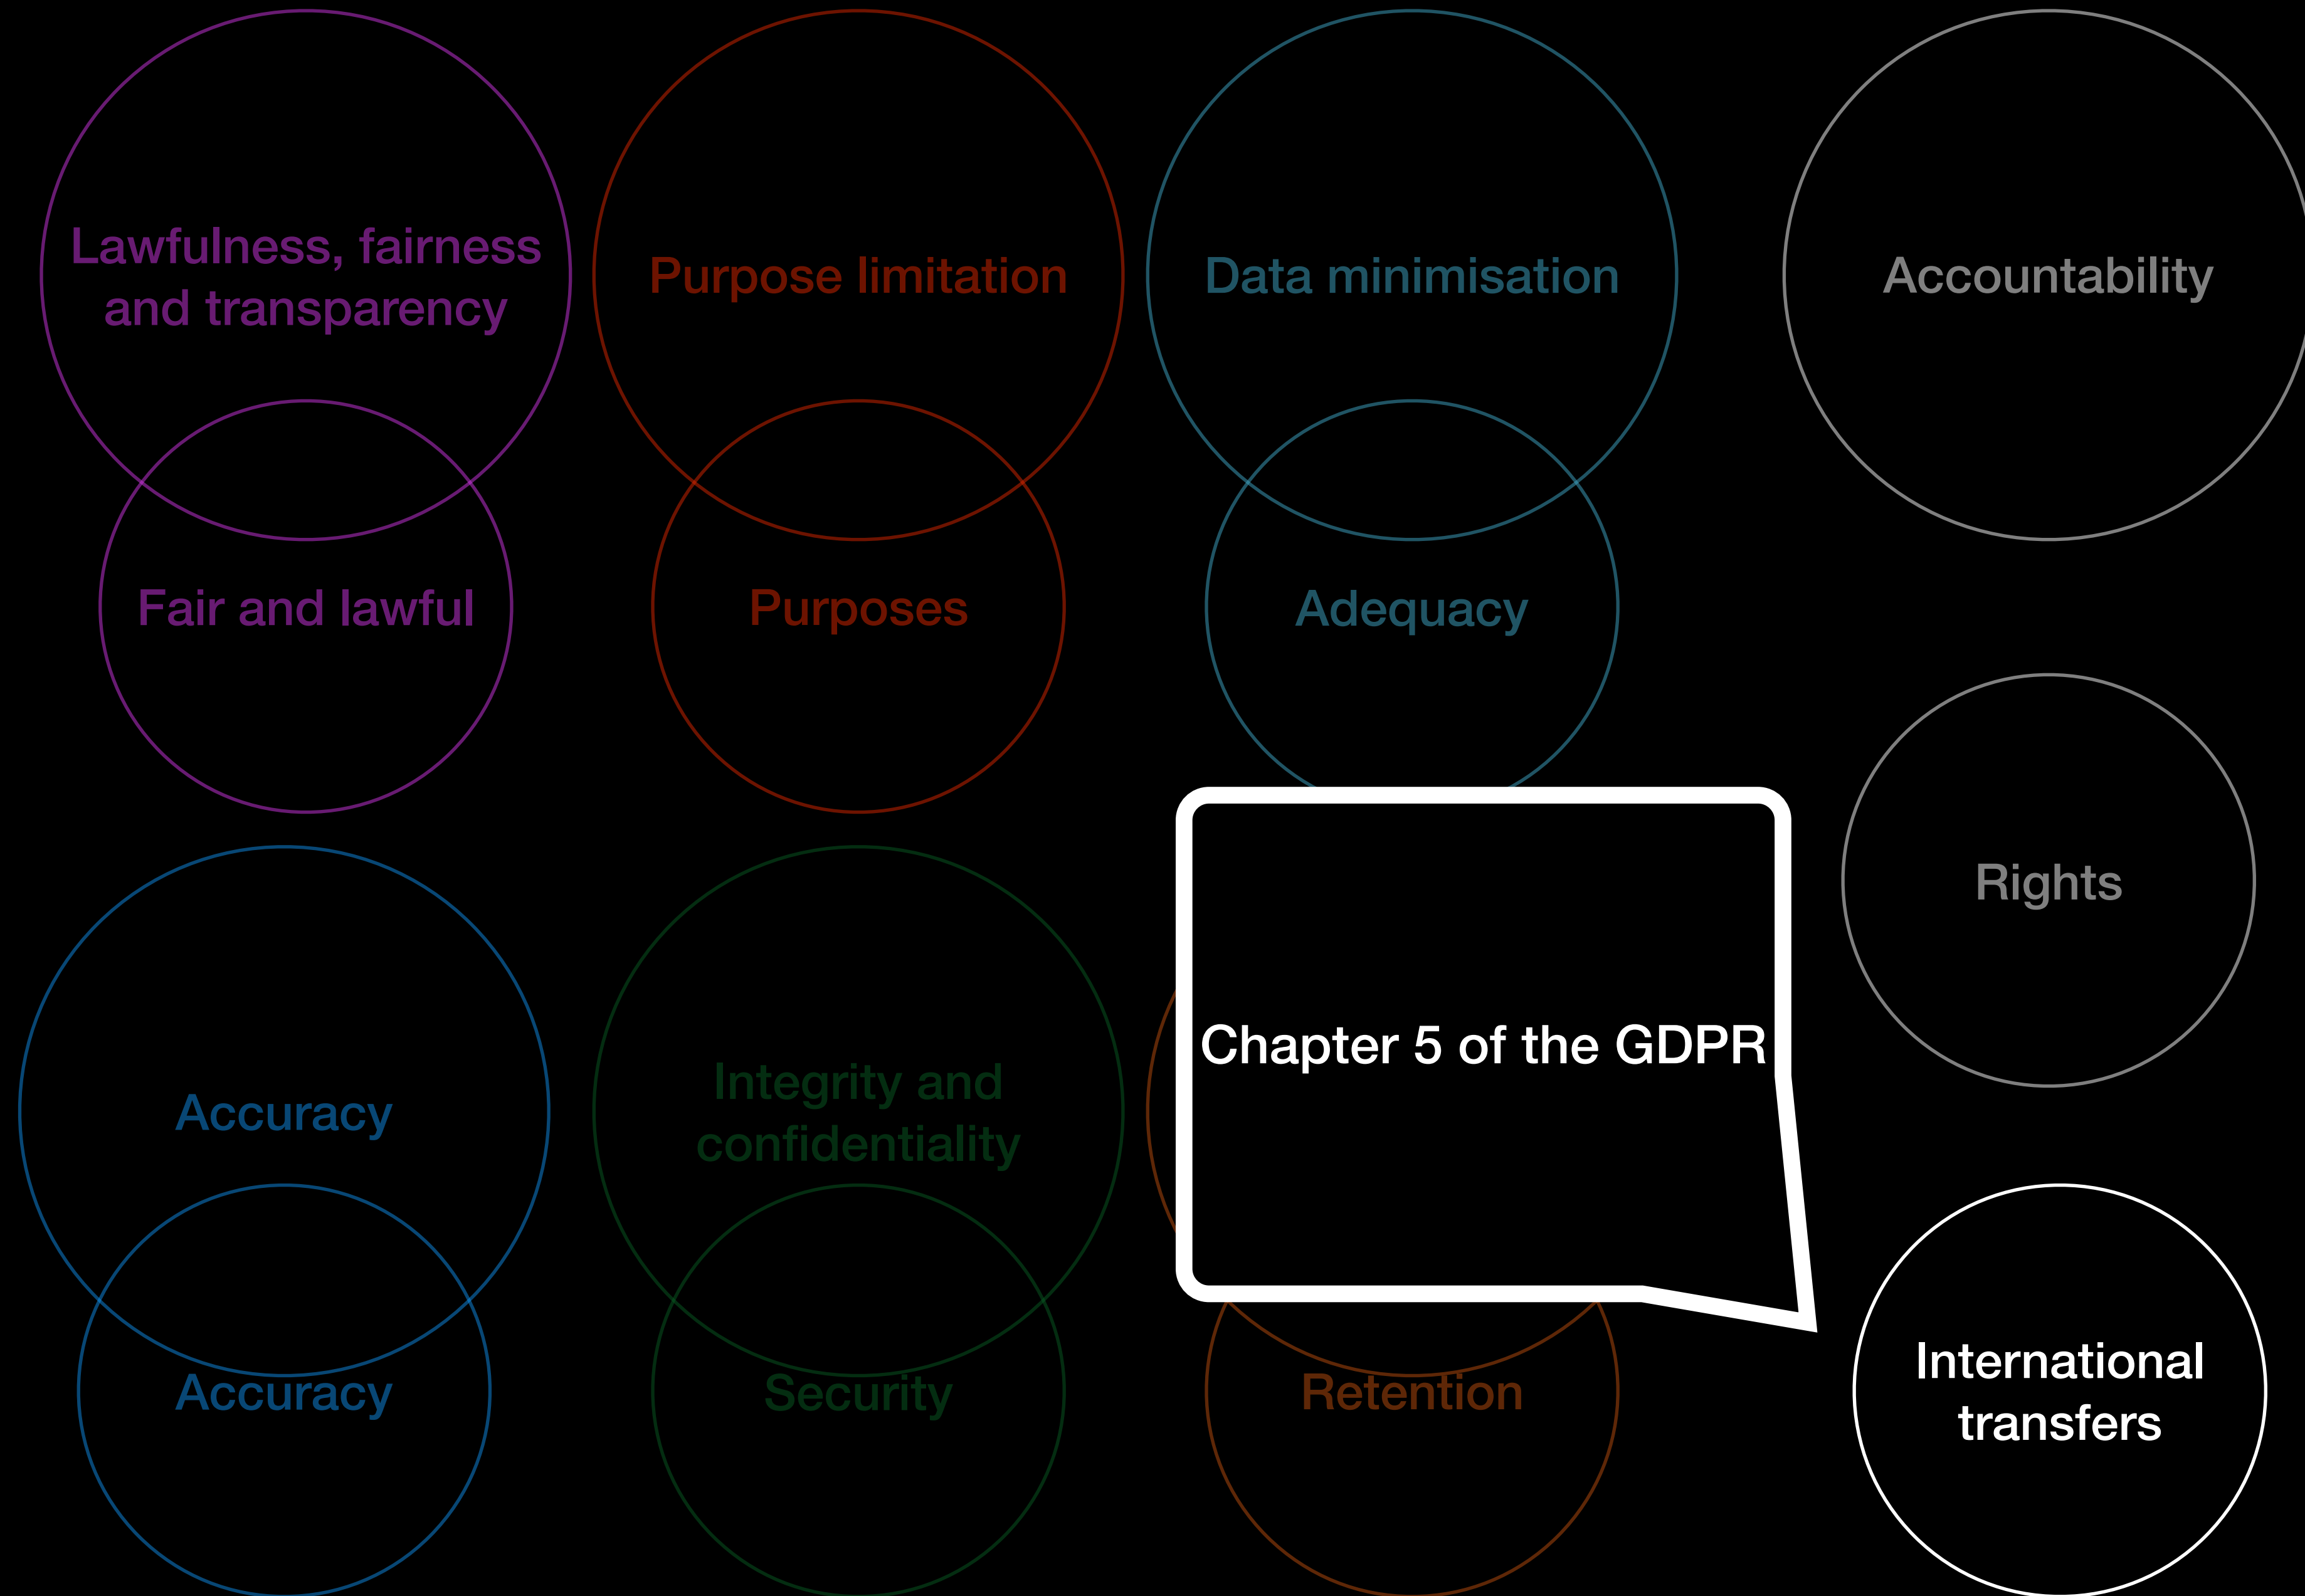 Lawfulness, fairness
and transparency
Purpose limitation
Data minimisation
Accountability
Fair and lawful
Purposes
Adequacy
Rights
Accuracy
Integrity and
confidentiality
Chapter 5 of the GDPR
Accuracy
Security
Retention
International
transfers